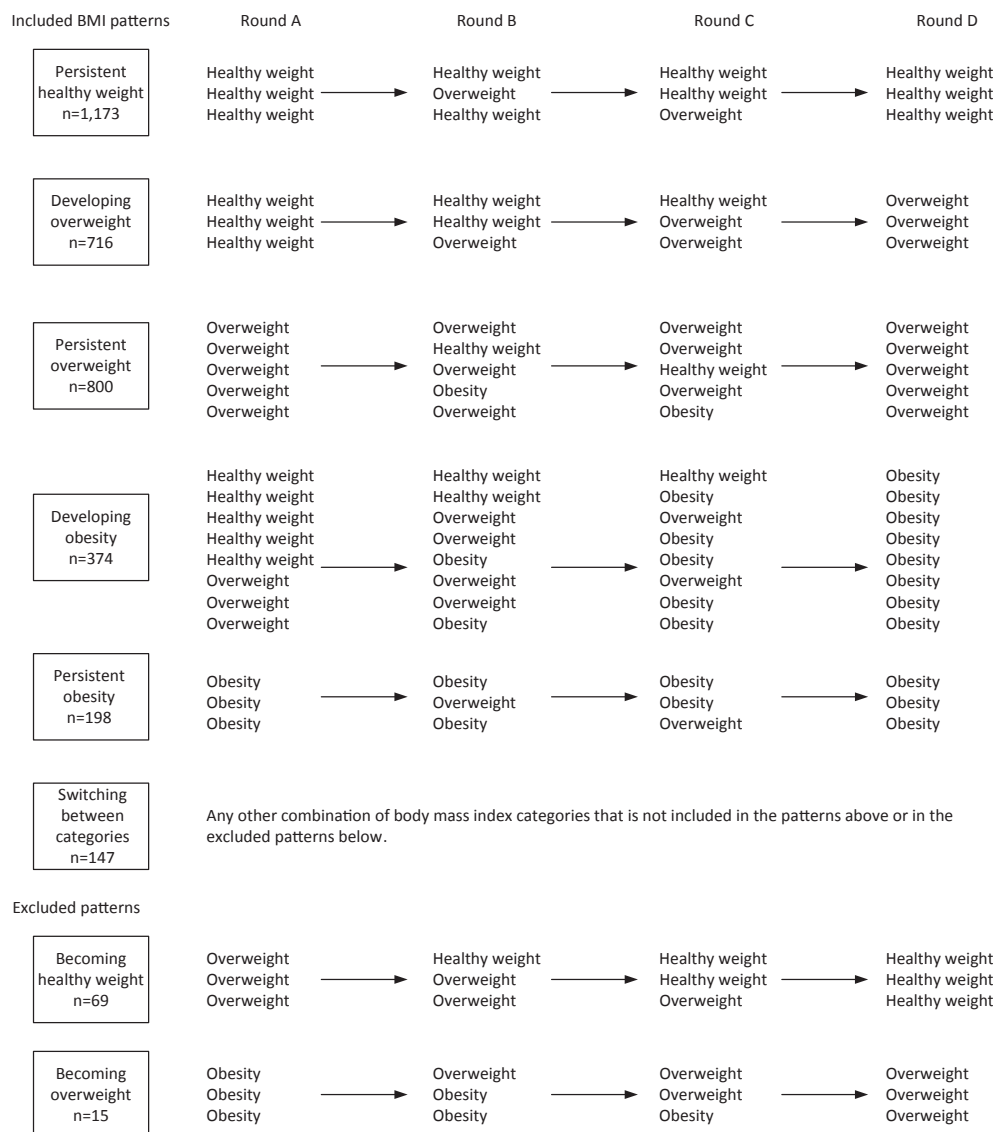 Included BMI patterns Round A Round B Round C Round D
Persistent
healthy weight
n=1,173
Healthy weight Healthy weight Healthy weight Healthy weight
Healthy weight Overweight Healthy weight Healthy weight
Healthy weight Healthy weight Overweight Healthy weight
Developing
overweight
n=716
Healthy weight Healthy weight Healthy weight Overweight
Healthy weight Healthy weight Overweight Overweight
Healthy weight Overweight Overweight Overweight
Persistent
overweight
n=800
Overweight Overweight Overweight Overweight
Overweight Healthy weight Overweight Overweight
Overweight Overweight Healthy weight Overweight
Overweight Obesity Overweight Overweight
Overweight Overweight Obesity Overweight
Developing
obesity
n=374
Healthy weight Healthy weight Healthy weight Obesity
Healthy weight Healthy weight Obesity Obesity
Healthy weight Overweight Overweight Obesity
Healthy weight Overweight Obesity Obesity
Healthy weight Obesity Obesity Obesity
Overweight Overweight Overweight Obesity
Overweight Overweight Obesity Obesity
Overweight Obesity Obesity Obesity
Persistent
obesity
n=198
Obesity Obesity Obesity Obesity
Obesity Overweight Obesity Obesity
Obesity Obesity Overweight Obesity
Switching
between
categories
n=147
Any other combination of body mass index categories that is not included in the patterns above or in the
excluded patterns below.
Excluded patterns
Becoming
healthy weight
n=69
Overweight Healthy weight Healthy weight Healthy weight
Overweight Overweight Healthy weight Healthy weight
Overweight Overweight Overweight Healthy weight
Becoming
overweight
n=15
Obesity Overweight Overweight Overweight
Obesity Obesity Overweight Overweight
Obesity Obesity Obesity Overweight